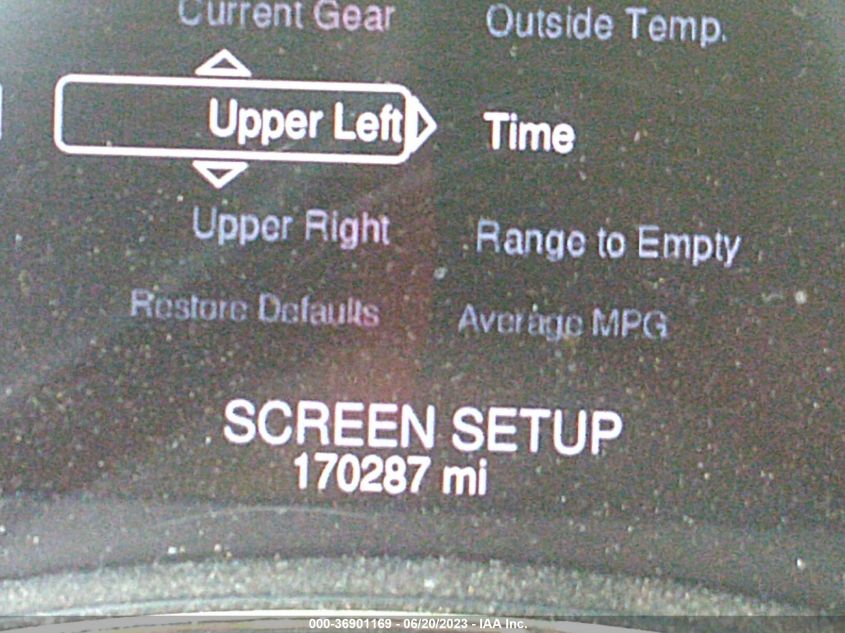 Current Gear Outside Temp.
Upper Left Time
Upper Right Range to Empty
Restore Defaults Average MPG
SCREEN SETUP
170287 mi
000-36901169 - 06/20/2023 - IAA Inc.